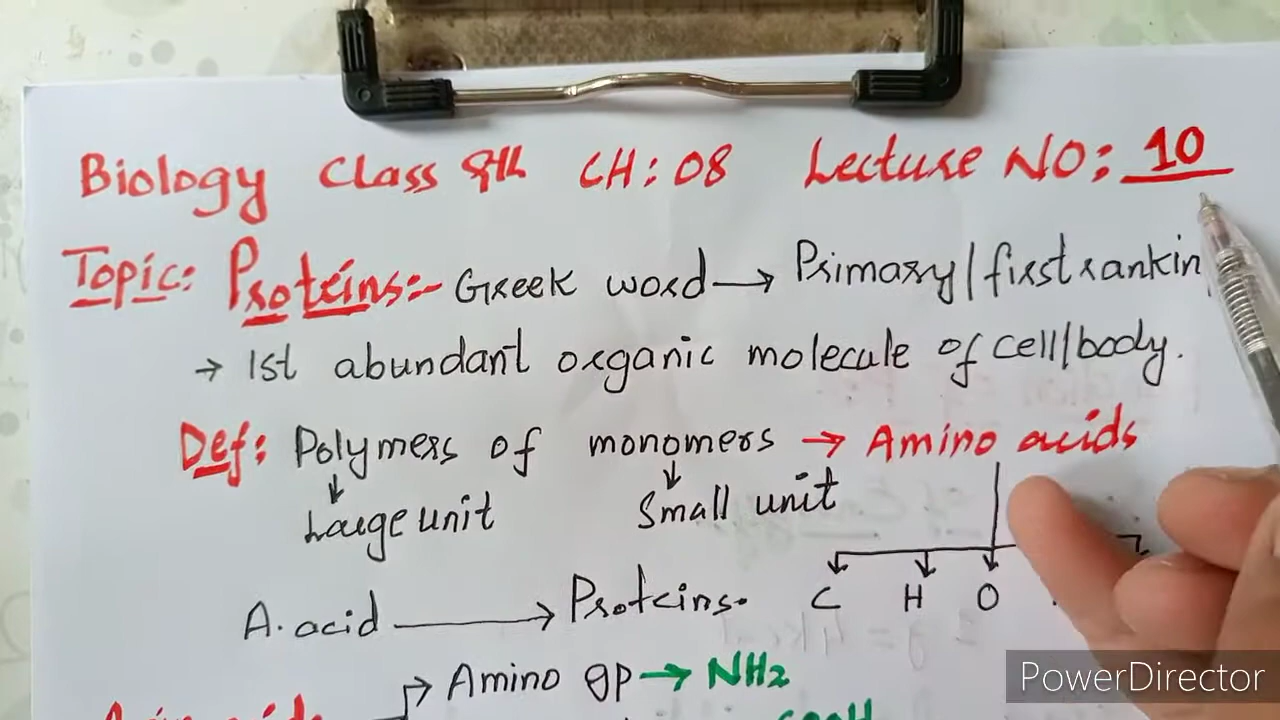 Biology Class 9th CH: 08 Lecture NO: 10
Topic: Proteins:- Greek word → Primary/first rankin
→ 1st abundant organic molecule of cell/body.
Def: Polymers of monomers → Amino acids
↓ ↓
Large unit Small unit
A. acid → Proteins. C H O
Amino gp → NH2
COOH
PowerDirector